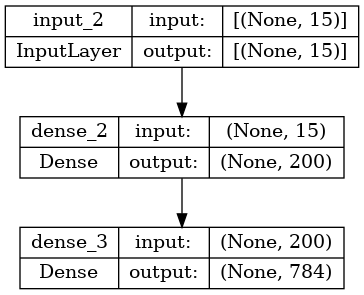 input_2 input: [(None, 15)]
InputLayer output: [(None, 15)]
dense_2 input: (None, 15)
Dense output: (None, 200)
dense_3 input: (None, 200)
Dense output: (None, 784)